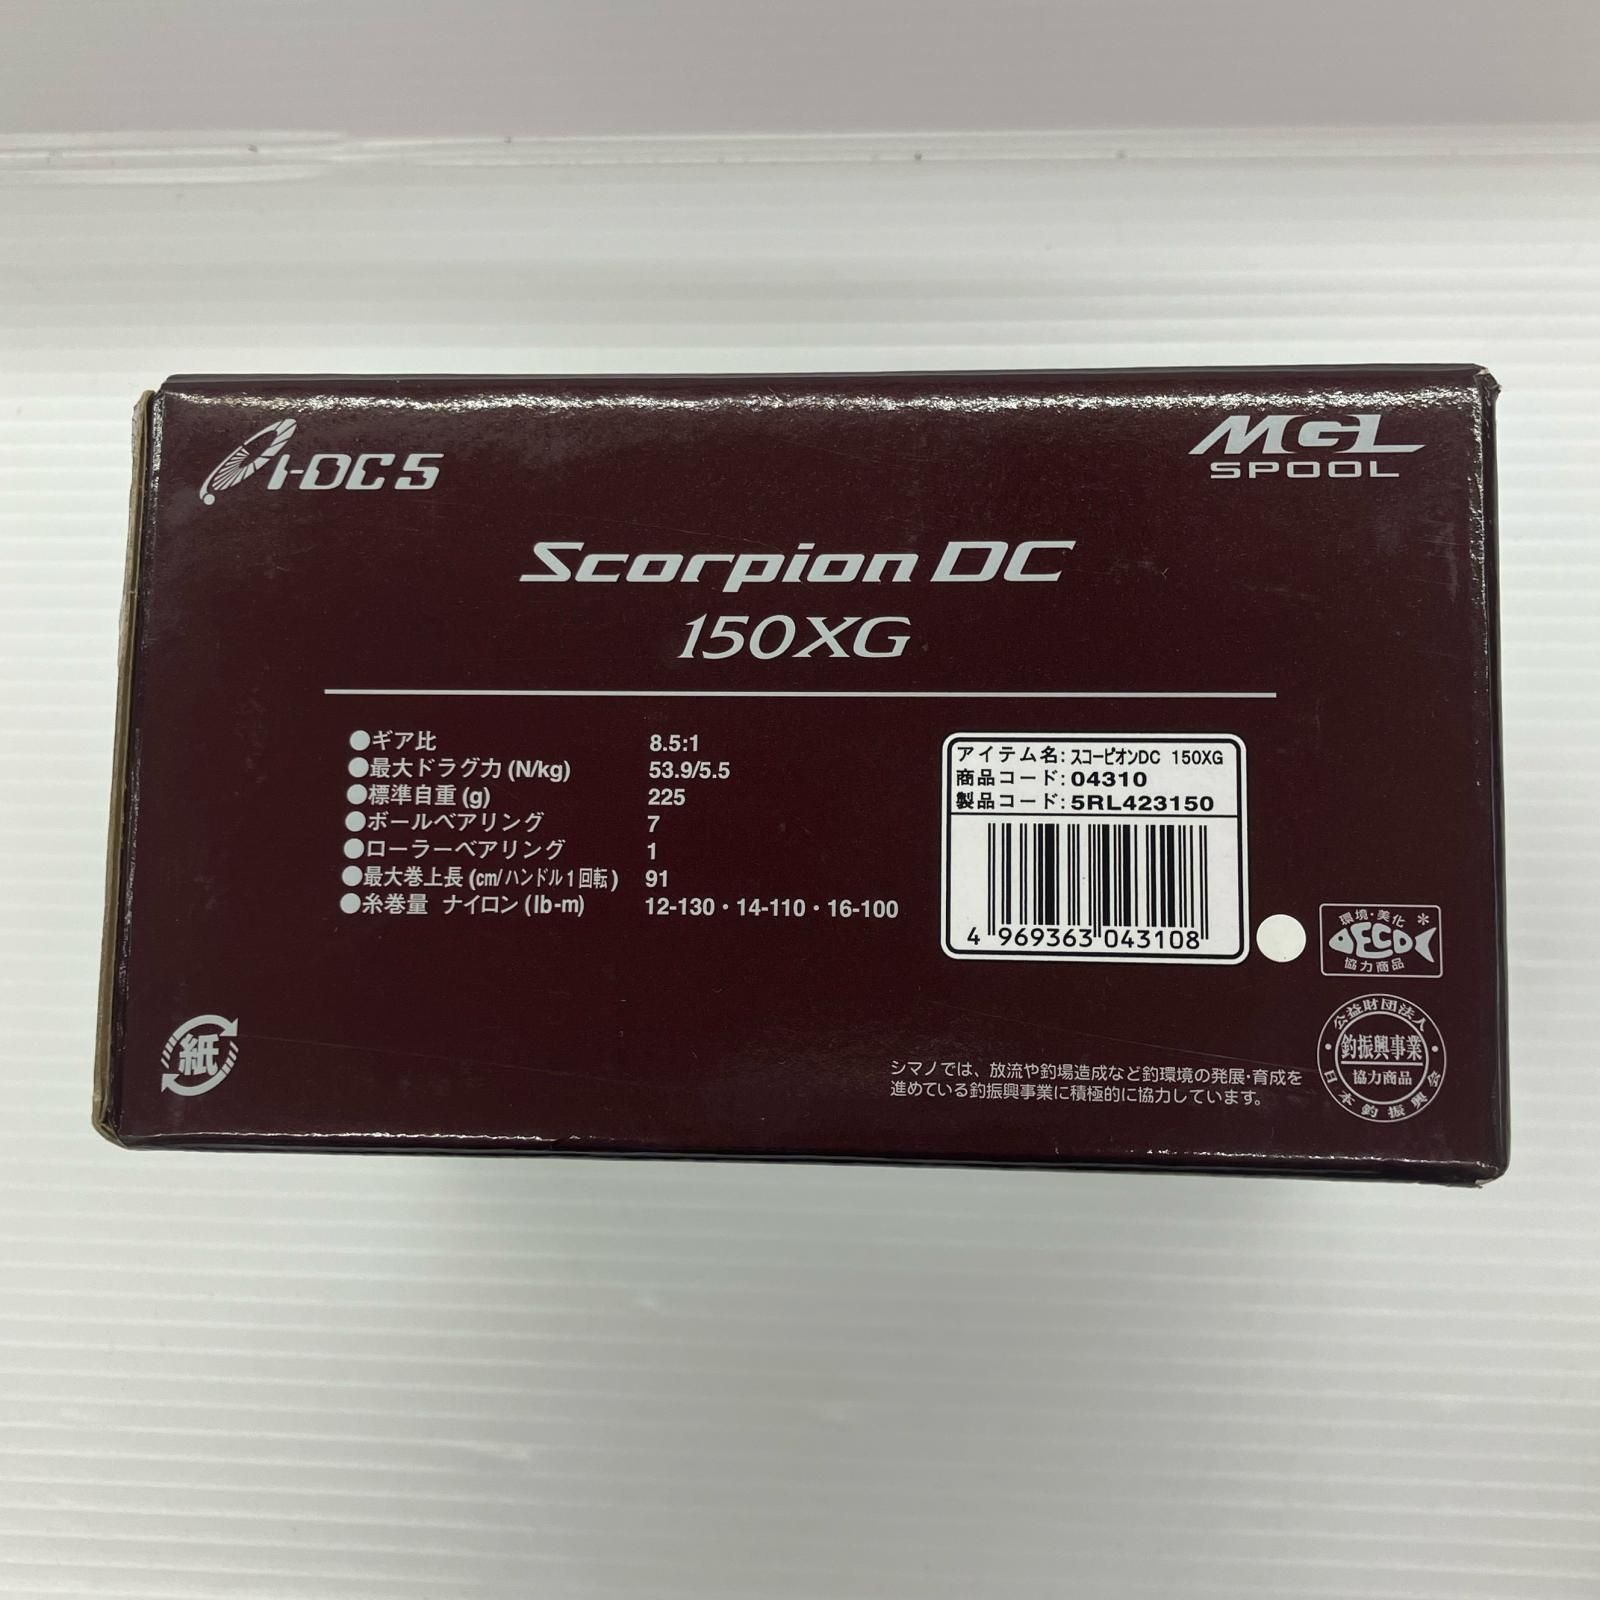 I-DC5
MGL
SPOOL
Scorpion DC
150XG
●ギア比 8.5:1
●最大ドラグ力(N/kg) 53.9/5.5
●標準自重(g) 225
●ボールベアリング 7
●ローラーベアリング 1
●最大巻上長(cm/ハンドル1回転) 91
●糸巻量 ナイロン(lb-m) 12-130・14-110・16-100
アイテム名:スコーピオンDC 150XG
商品コード:04310
製品コード:5RL423150
4 969363 043108
環境・美化
DECO
協力商品
紙
シマノでは、放流や釣場造成など釣環境の発展・育成を
進めている釣振興事業に積極的に協力しています。
公益財団法人
釣振興事業
協力商品
日本釣振興会